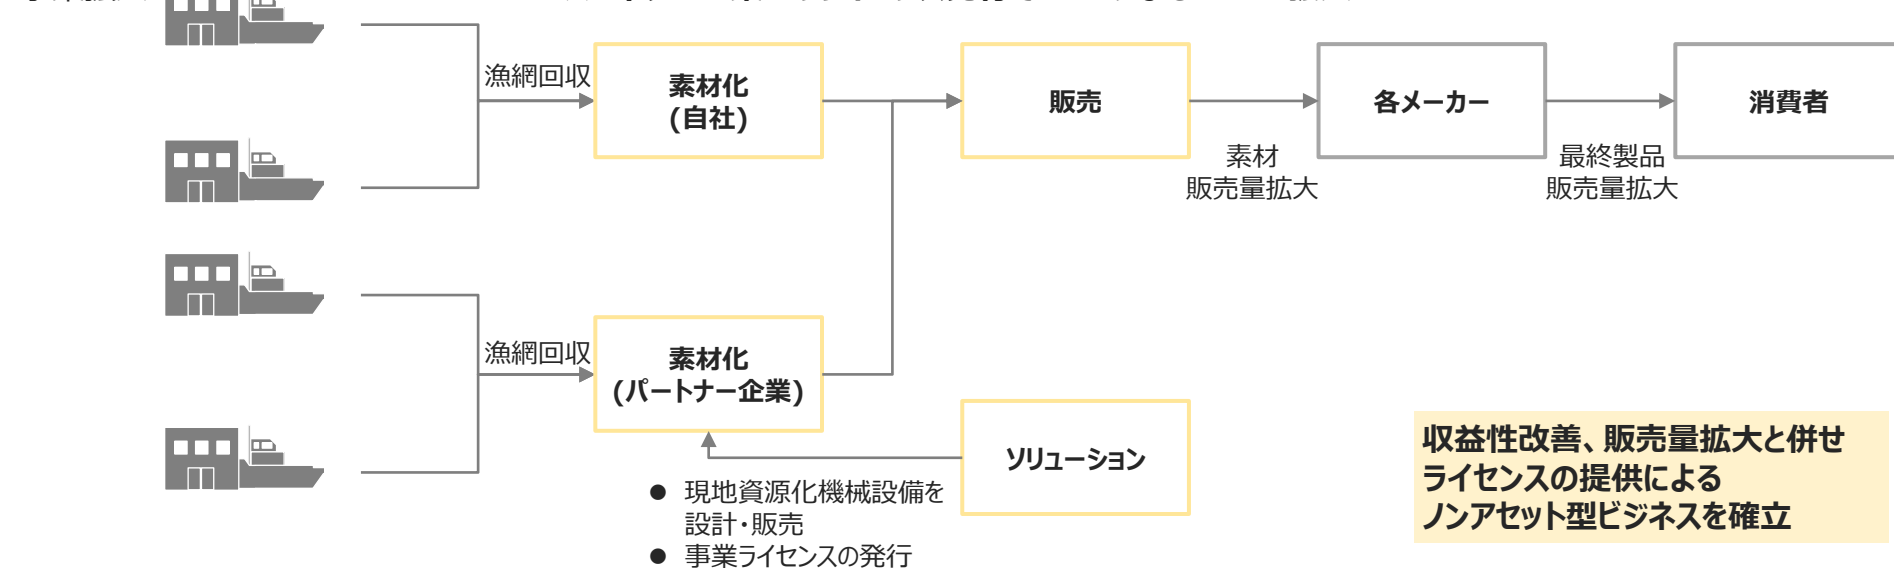 漁網回収
素材化
(自社)
販売
各メーカー
消費者
素材
販売量拡大
最終製品
販売量拡大
漁網回収
素材化
(パートナー企業)
ソリューション
● 現地資源化機械設備を
設計・販売
● 事業ライセンスの発行
収益性改善、販売量拡大と併せ
ライセンスの提供による
ノンアセット型ビジネスを確立